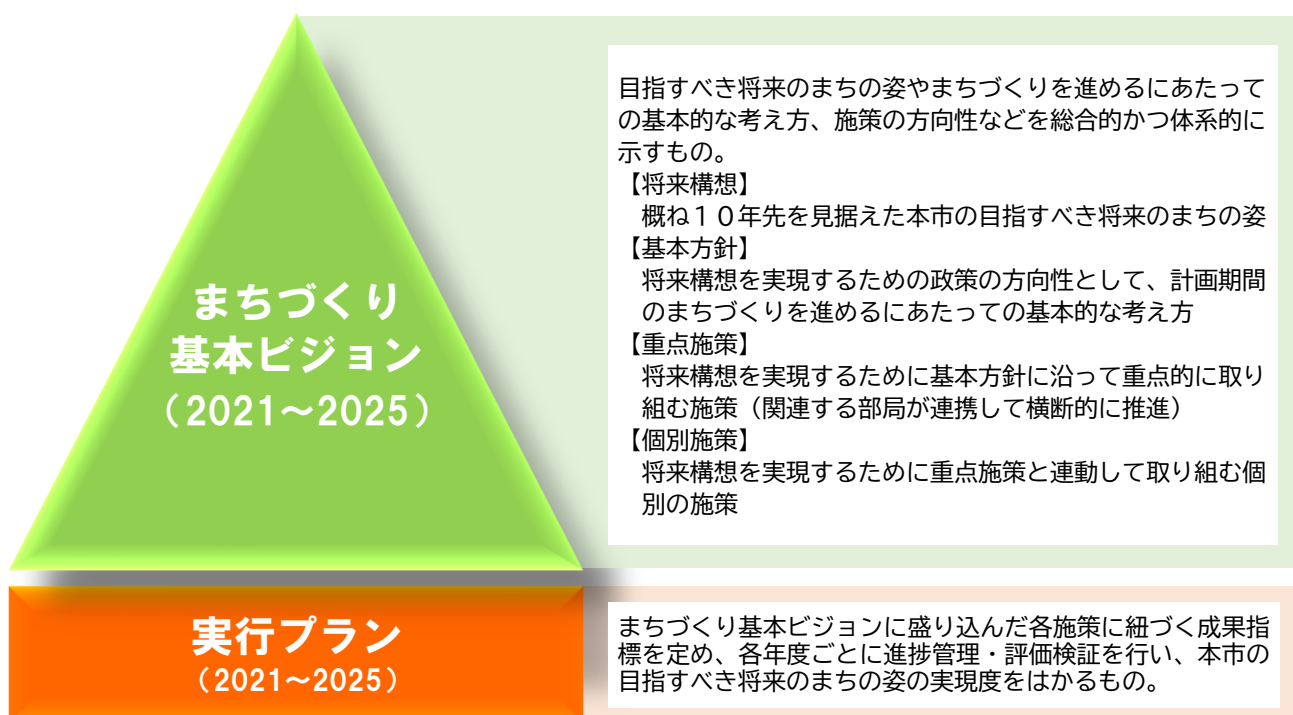 まちづくり
基本ビジョン
（2021～2025）
目指すべき将来のまちの姿やまちづくりを進めるにあたって
の基本的な考え方、施策の方向性などを総合的かつ体系的に
示すもの。
【将来構想】
概ね１０年先を見据えた本市の目指すべき将来のまちの姿
【基本方針】
将来構想を実現するための政策の方向性として、計画期間
のまちづくりを進めるにあたっての基本的な考え方
【重点施策】
将来構想を実現するために基本方針に沿って重点的に取り
組む施策（関連する部局が連携して横断的に推進）
【個別施策】
将来構想を実現するために重点施策と連動して取り組む個
別の施策
実行プラン
（2021～2025）
まちづくり基本ビジョンに盛り込んだ各施策に紐づく成果指
標を定め、各年度ごとに進捗管理・評価検証を行い、本市の
目指すべき将来のまちの姿の実現度をはかるもの。